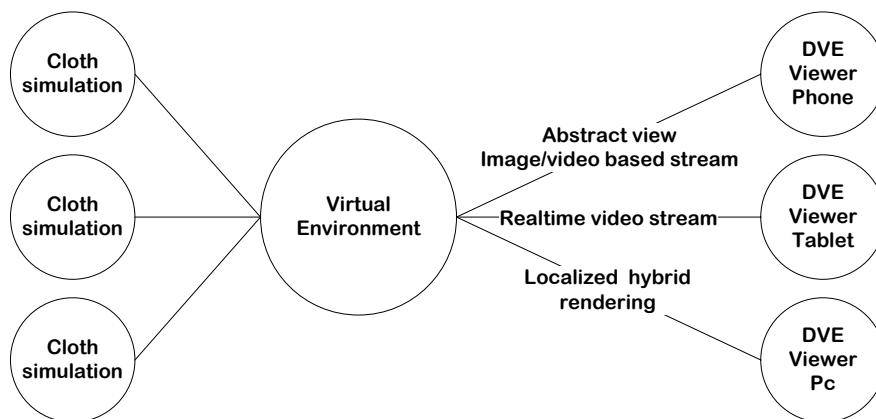 Cloth
simulation
Cloth
simulation
Cloth
simulation
Virtual
Environment
Abstract view
Image/video based stream
Realtime video stream
Localized hybrid
rendering
DVE
Viewer
Phone
DVE
Viewer
Tablet
DVE
Viewer
Pc